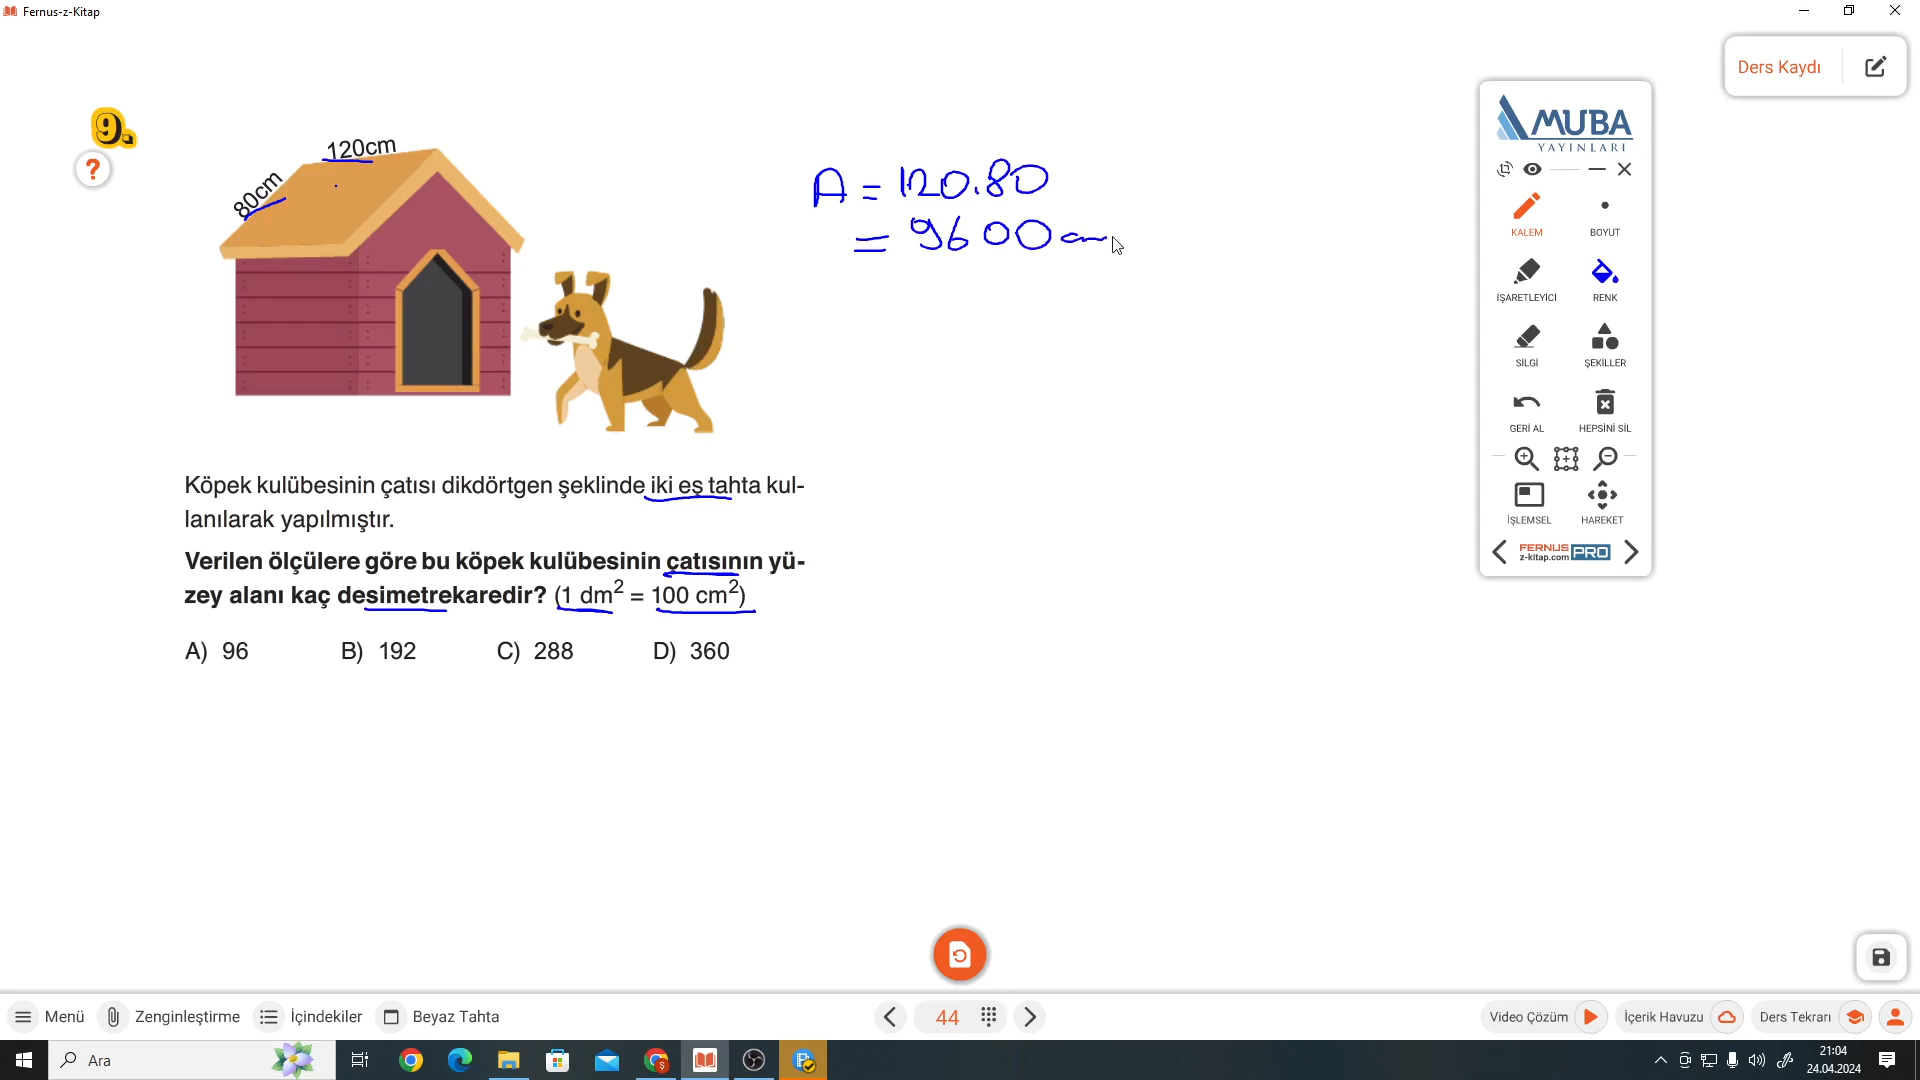 Fernus-z-Kitap
Ders Kaydı
9.
?
120cm
80cm
A = 120.80
= 9600 cm
MUBA
YAYINLARI
KALEM
BOYUT
İŞARETLEYİCİ
RENK
SİLGİ
ŞEKİLLER
GERİ AL
HEPSİNİ SİL
İŞLEMSEL
HAREKET
FERNUS
z-kitap.com PRO
Köpek kulübesinin çatısı dikdörtgen şeklinde iki eş tahta kul-
lanılarak yapılmıştır.
Verilen ölçülere göre bu köpek kulübesinin çatısının yü-
zey alanı kaç desimetrekaredir? (1 dm² = 100 cm²)
A) 96 B) 192 C) 288 D) 360
Menü Zenginleştirme İçindekiler Beyaz Tahta 44 Video Çözüm İçerik Havuzu Ders Tekrarı
Ara
21:04
24.04.2024